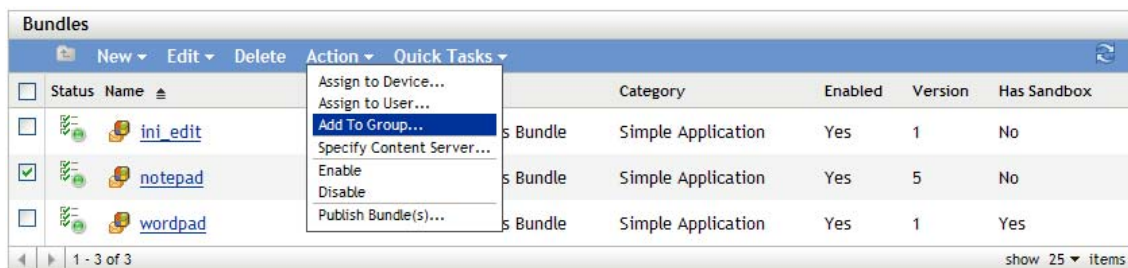 Bundles
New Edit Delete Action Quick Tasks
Status Name Category Enabled Version Has Sandbox
Assign to Device...
Assign to User...
Add To Group...
Specify Content Server...
Enable
Disable
Publish Bundle(s)...
ini_edit s Bundle Simple Application Yes 1 No
notepad s Bundle Simple Application Yes 5 No
wordpad s Bundle Simple Application Yes 1 Yes
1 - 3 of 3 show 25 items